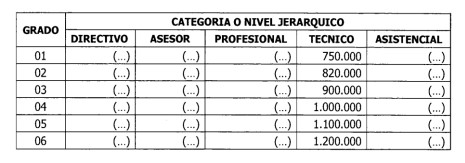 GRADO CATEGORIA O NIVEL JERARQUICO
DIRECTIVO ASESOR PROFESIONAL TECNICO ASISTENCIAL
01 (...) (...) (...) 750.000 (...)
02 (...) (...) (...) 820.000 (...)
03 (...) (...) (...) 900.000 (...)
04 (...) (...) (...) 1.000.000 (...)
05 (...) (...) (...) 1.100.000 (...)
06 (...) (...) (...) 1.200.000 (...)